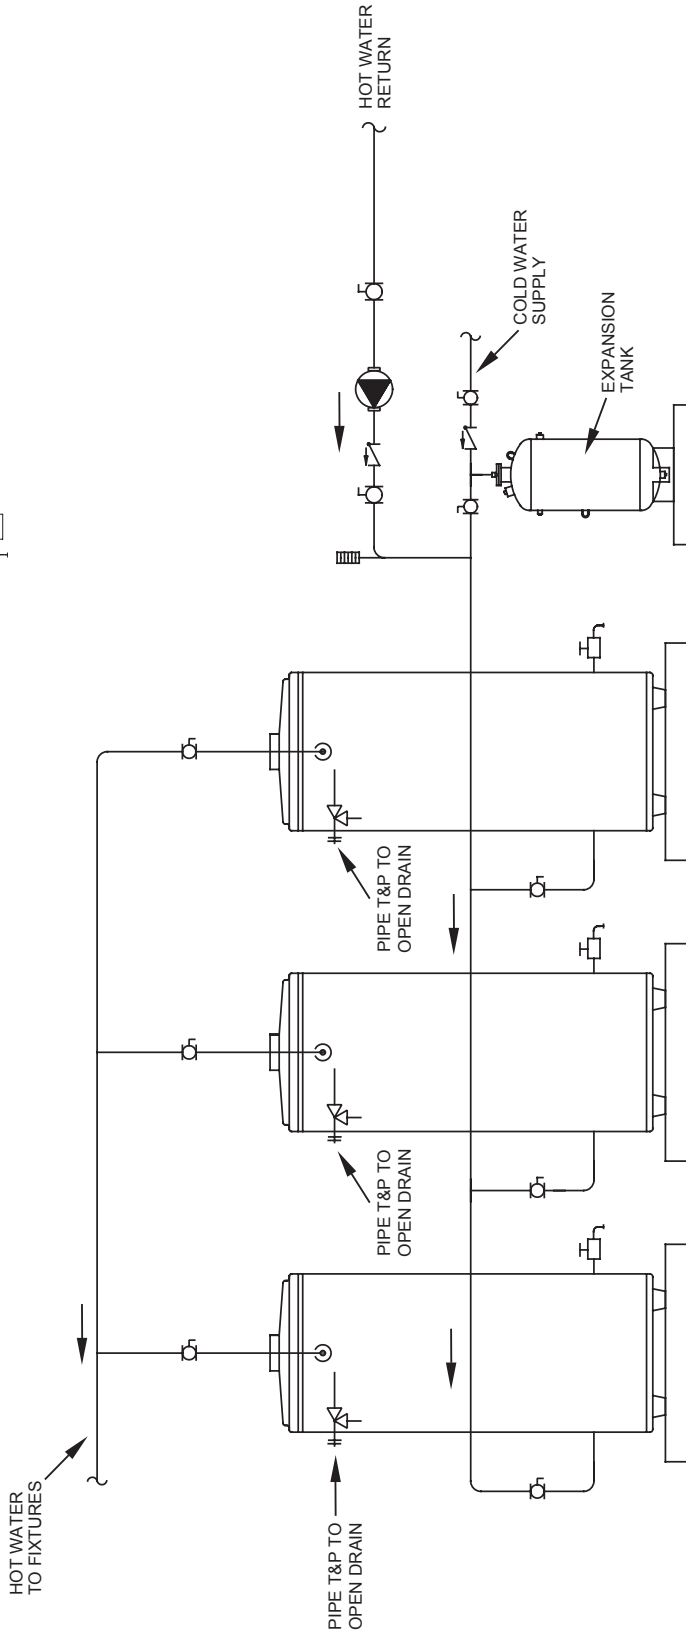 HOT WATER
RETURN
COLD WATER
SUPPLY
EXPANSION
TANK
PIPE T&P TO
OPEN DRAIN
PIPE T&P TO
OPEN DRAIN
PIPE T&P TO
OPEN DRAIN
HOT WATER
TO FIXTURES